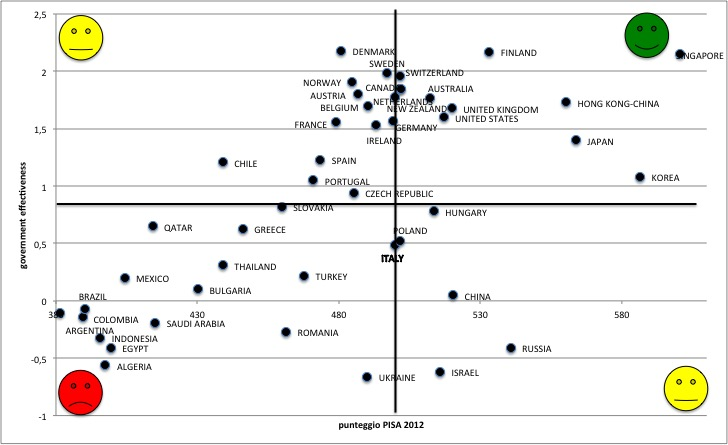 2,5
DENMARK
FINLAND
SINGAPORE
2
SWEDEN
SWITZERLAND
NORWAY
CANADA
AUSTRALIA
AUSTRIA
NETHERLANDS
HONG KONG-CHINA
BELGIUM
NEW ZEALAND
UNITED KINGDOM
UNITED STATES
1,5
FRANCE
GERMANY
IRELAND
JAPAN
CHILE
SPAIN
KOREA
PORTUGAL
1
CZECH REPUBLIC
SLOVAKIA
HUNGARY
QATAR
GREECE
POLAND
0,5
ITALY
THAILAND
MEXICO
TURKEY
BULGARIA
CHINA
BRAZIL
0
380
430
480
530
580
COLOMBIA
SAUDI ARABIA
ARGENTINA
ROMANIA
INDONESIA
EGYPT
RUSSIA
-0,5
ALGERIA
UKRAINE
ISRAEL
-1
government effectiveness
punteggio PISA 2012